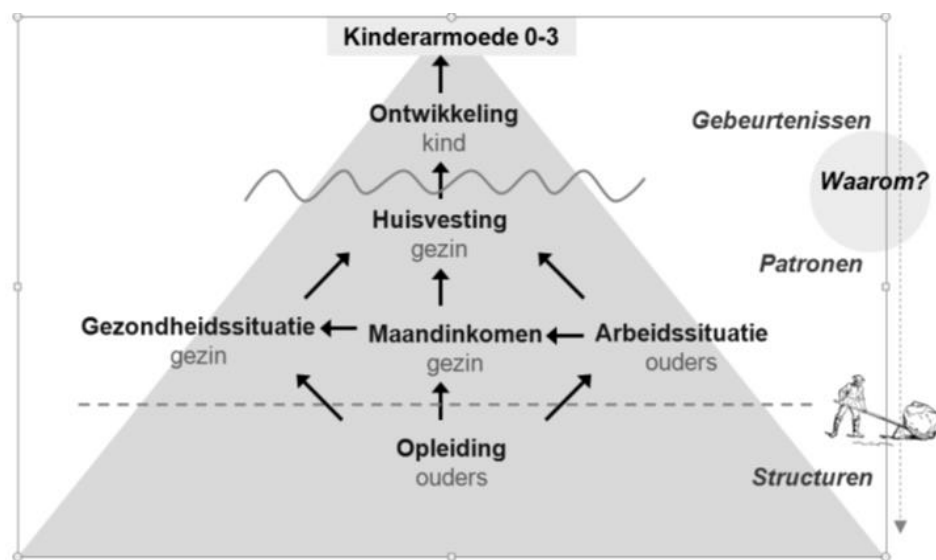 Kinderarmoede 0-3
Ontwikkeling
kind
Gebeurtenissen
Waarom?
Huisvesting
gezin
Patronen
Gezondheidssituatie
gezin
Maandinkomen
gezin
Arbeidssituatie
ouders
Opleiding
ouders
Structuren